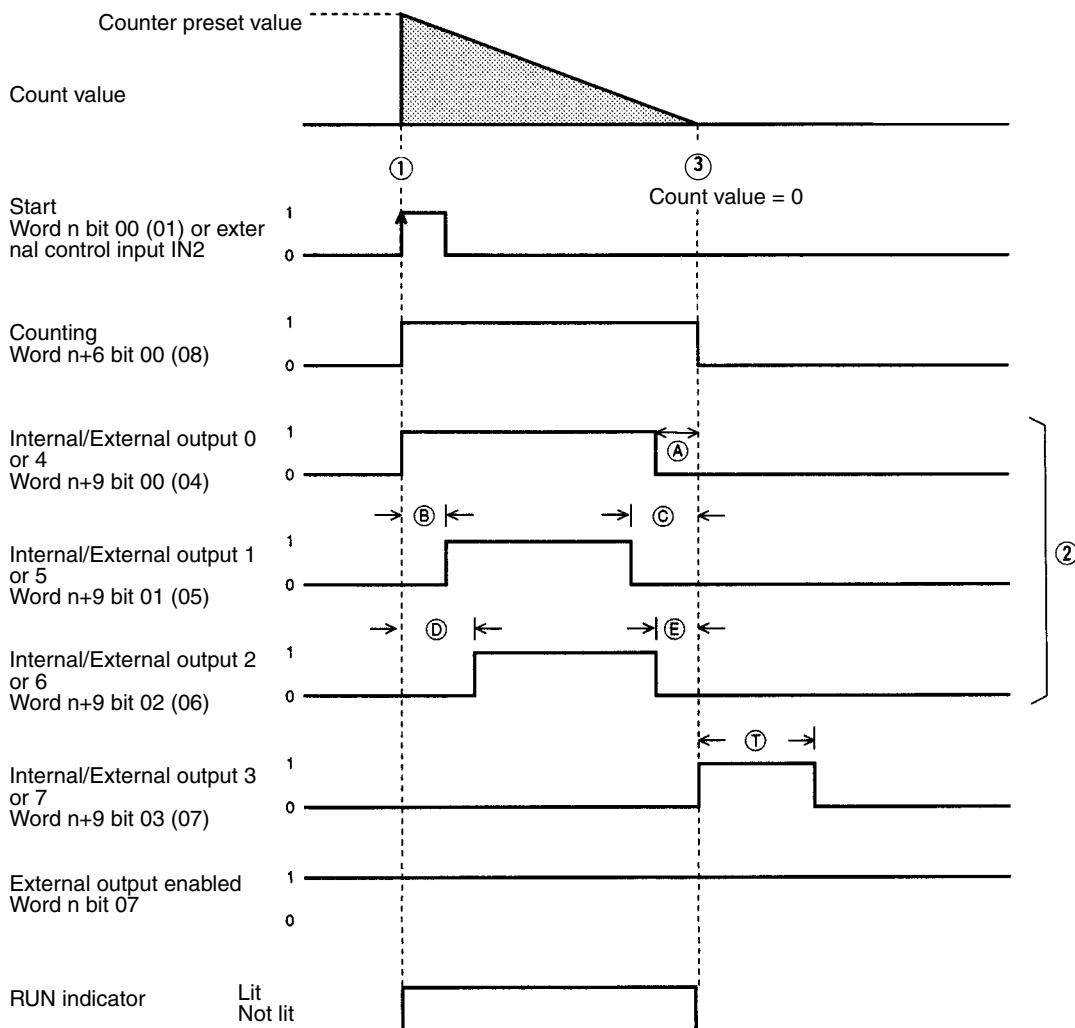 Counter preset value
Count value
① ③
Count value = 0
Start
Word n bit 00 (01) or exter
nal control input IN2
1
0
Counting
Word n+6 bit 00 (08)
1
0
Internal/External output 0
or 4
Word n+9 bit 00 (04)
1
0
Ⓐ
Ⓑ Ⓒ
Internal/External output 1
or 5
Word n+9 bit 01 (05)
1
0
②
Ⓓ Ⓔ
Internal/External output 2
or 6
Word n+9 bit 02 (06)
1
0
Ⓣ
Internal/External output 3
or 7
Word n+9 bit 03 (07)
1
0
External output enabled
Word n bit 07
1
0
RUN indicator
Lit
Not lit